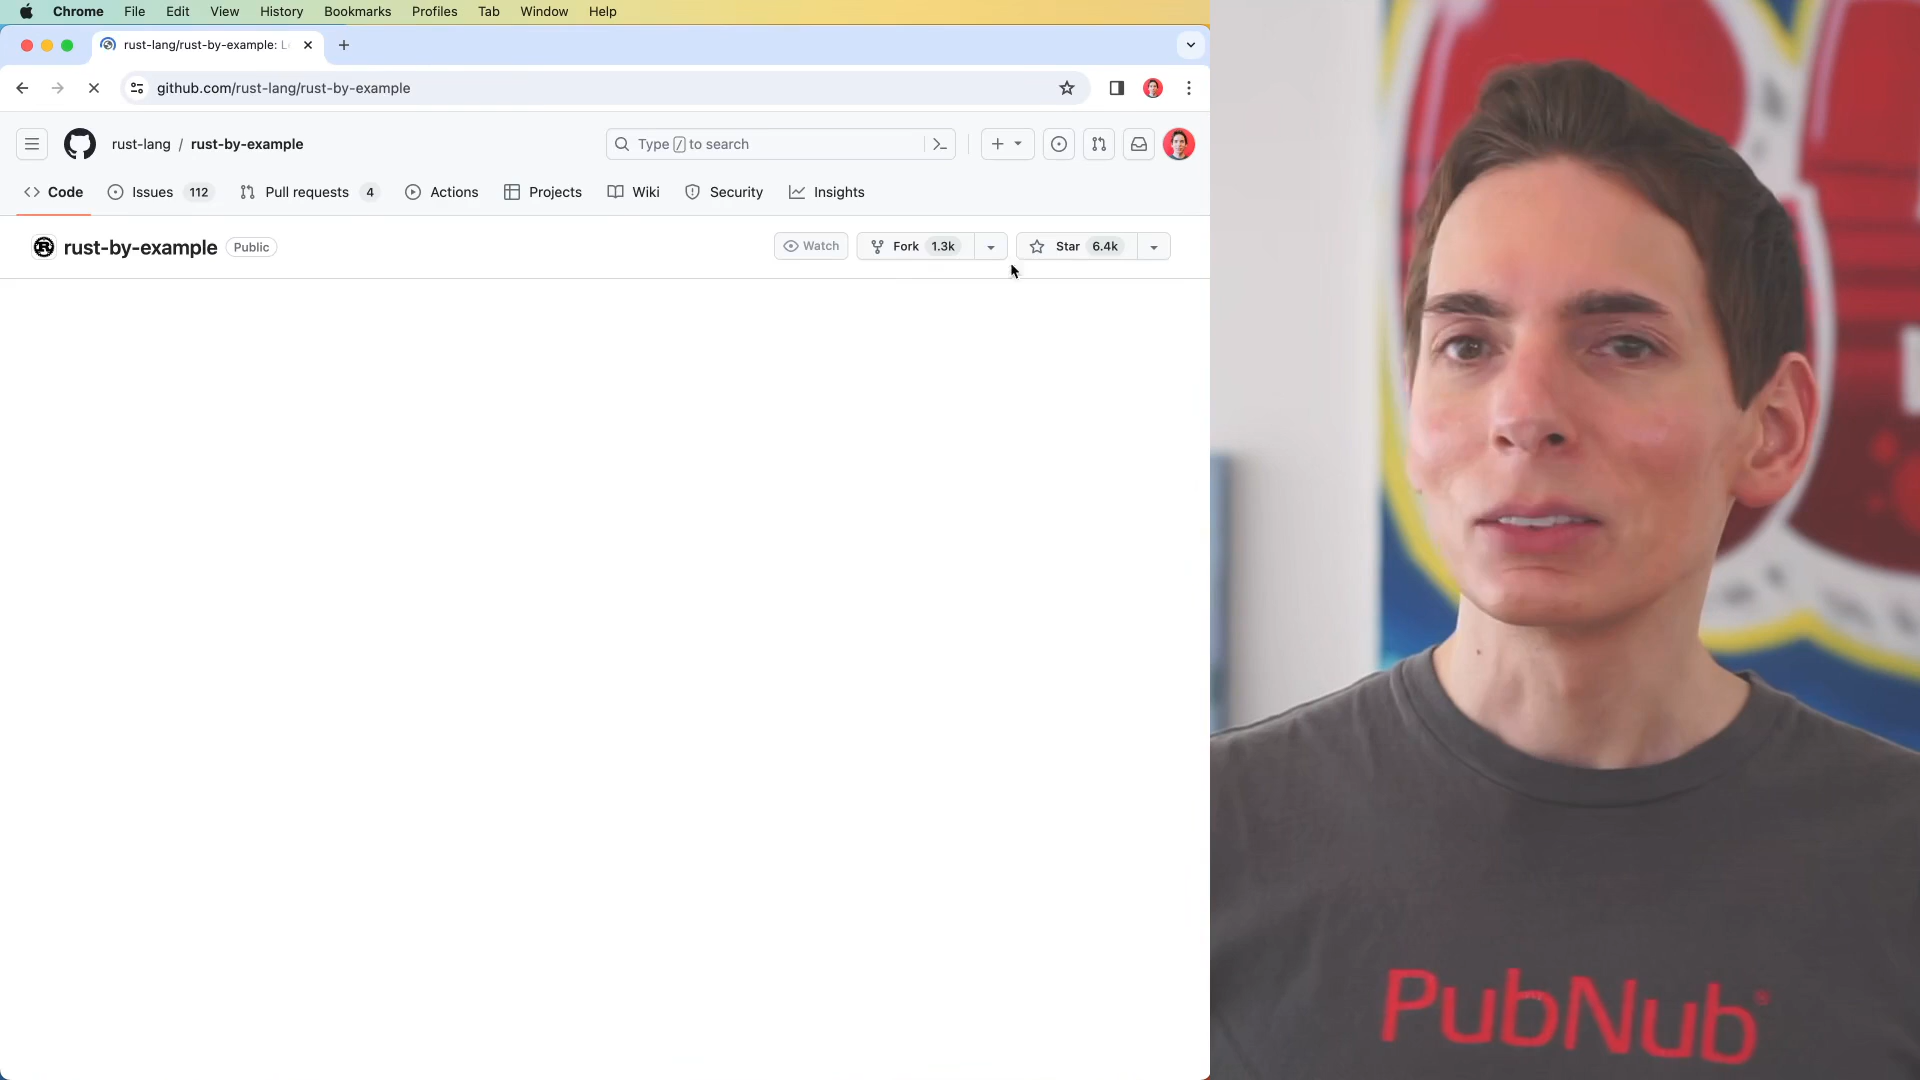 Chrome File Edit View History Bookmarks Profiles Tab Window Help
rust-lang/rust-by-example: L
github.com/rust-lang/rust-by-example
rust-lang / rust-by-example
Type / to search
Code Issues 112 Pull requests 4 Actions Projects Wiki Security Insights
rust-by-example Public
Watch Fork 1.3k Star 6.4k
PubNub®